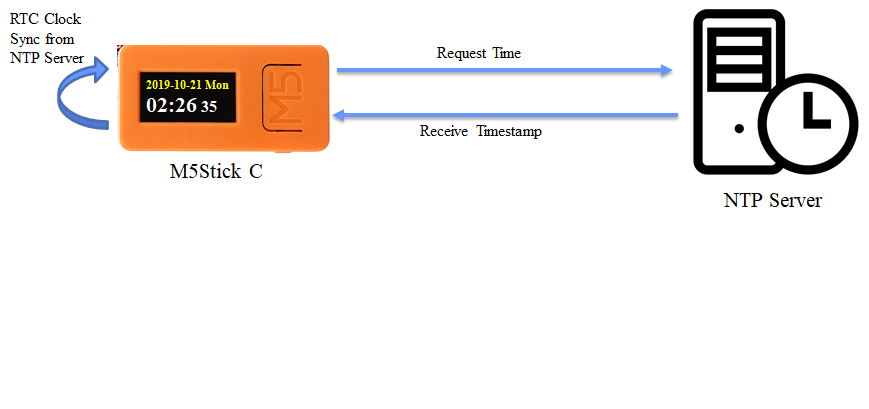 RTC Clock
Sync from
NTP Server
2019-10-21 Mon
02:26 35
M5
Request Time
Receive Timestamp
M5Stick C
NTP Server